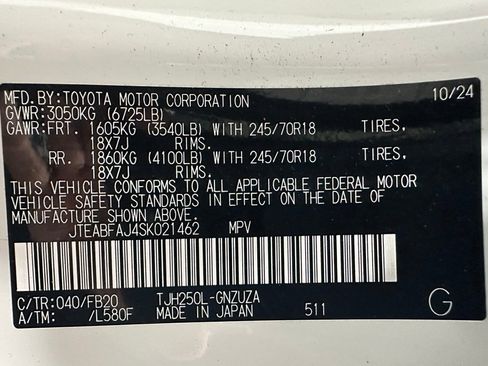 MFD.BY:TOYOTA MOTOR CORPORATION 10/24
GVWR:3050KG (6725LB)
GAWR:FRT. 1605KG (3540LB) WITH 245/70R18 TIRES,
18X7J RIMS.
RR. 1860KG (4100LB) WITH 245/70R18 TIRES,
18X7J RIMS.
THIS VEHICLE CONFORMS TO ALL APPLICABLE FEDERAL MOTOR
VEHICLE SAFETY STANDARDS IN EFFECT ON THE DATE OF
MANUFACTURE SHOWN ABOVE.
JTEABFAJ4SK021462 MPV
C/TR:040/FB20 TJH250L-GNZUZA
A/TM: /L580F MADE IN JAPAN 511 G